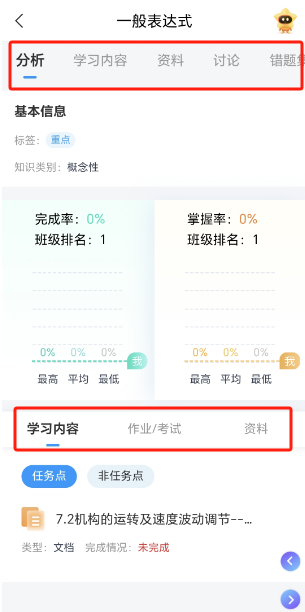 一般表达式
分析 学习内容 资料 讨论 错题集
基本信息
标签: 重点
知识类别: 概念性
完成率: 0% 掌握率: 0%
班级排名: 1 班级排名: 1
0% 0% 0% 我 0% 0% 0% 我
最高 平均 最低 最高 平均 最低
学习内容 作业/考试 资料
任务点 非任务点
7.2机构的运转及速度波动调节--...
类型: 文档 完成情况: 未完成